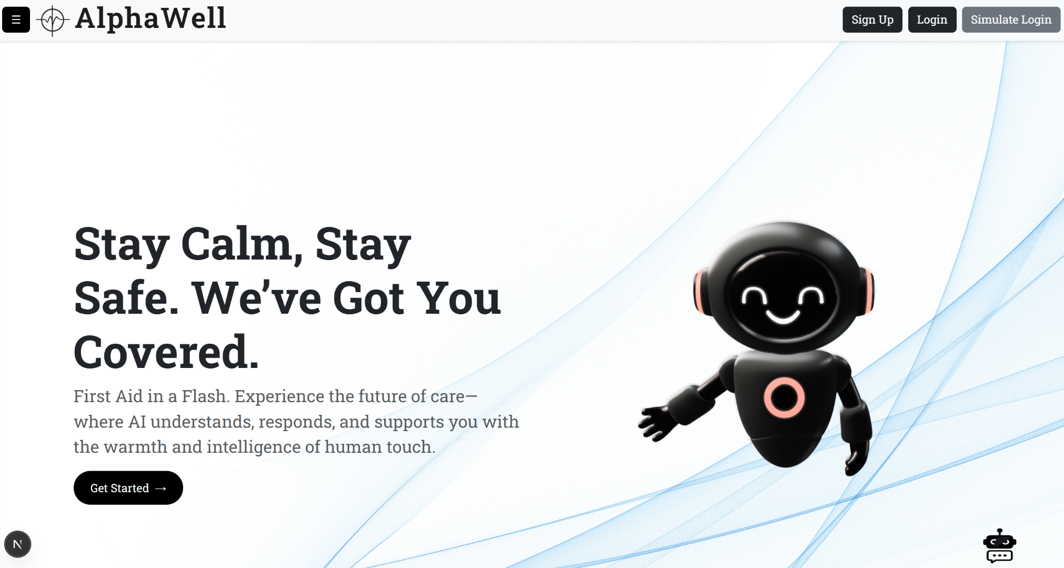 ☰ AlphaWell
Sign Up Login Simulate Login
Stay Calm, Stay
Safe. We’ve Got You
Covered.
First Aid in a Flash. Experience the future of care—
where AI understands, responds, and supports you with
the warmth and intelligence of human touch.
Get Started →
N